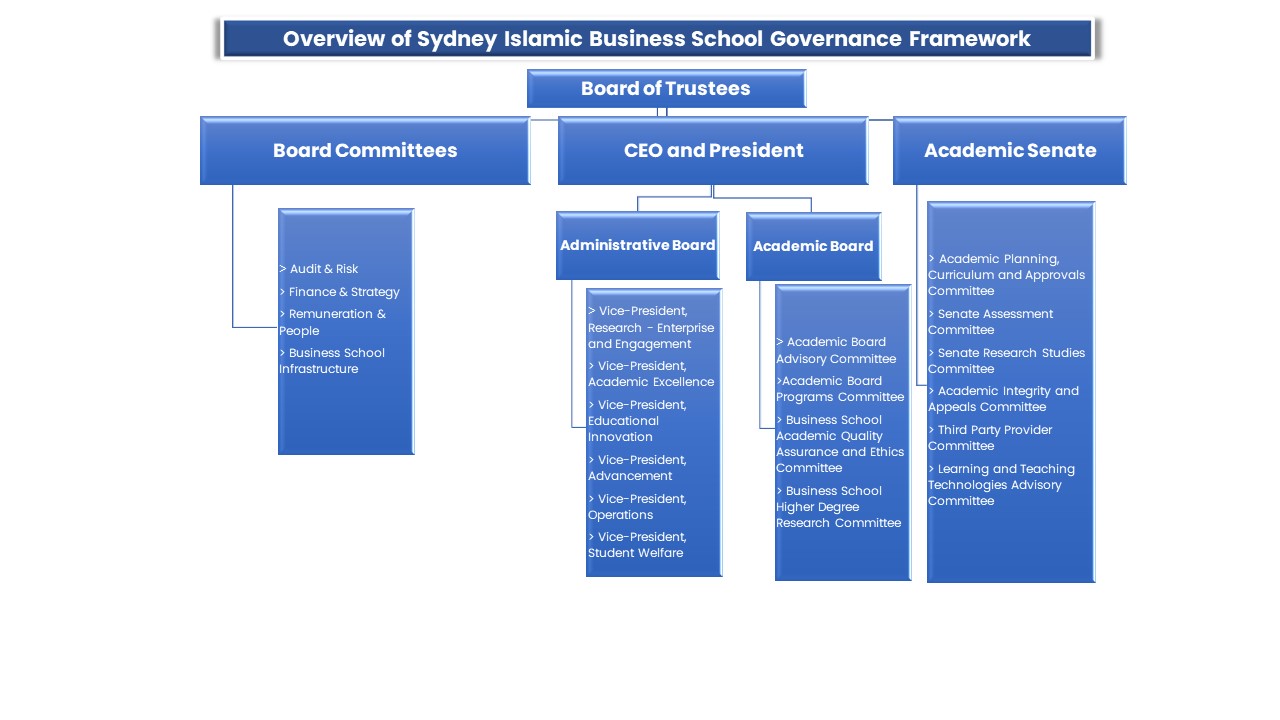 Overview of Sydney Islamic Business School Governance Framework
Board of Trustees
Board Committees
CEO and President
Academic Senate
> Audit & Risk
> Finance & Strategy
> Remuneration &
People
> Business School
Infrastructure
Administrative Board
> Vice-President,
Research - Enterprise
and Engagement
> Vice-President,
Academic Excellence
> Vice-President,
Educational
Innovation
> Vice-President,
Advancement
> Vice-President,
Operations
> Vice-President,
Student Welfare
Academic Board
> Academic Board
Advisory Committee
>Academic Board
Programs Committee
> Business School
Academic Quality
Assurance and Ethics
Committee
> Business School
Higher Degree
Research Committee
> Academic Planning,
Curriculum and Approvals
Committee
> Senate Assessment
Committee
> Senate Research Studies
Committee
> Academic Integrity and
Appeals Committee
> Third Party Provider
Committee
> Learning and Teaching
Technologies Advisory
Committee